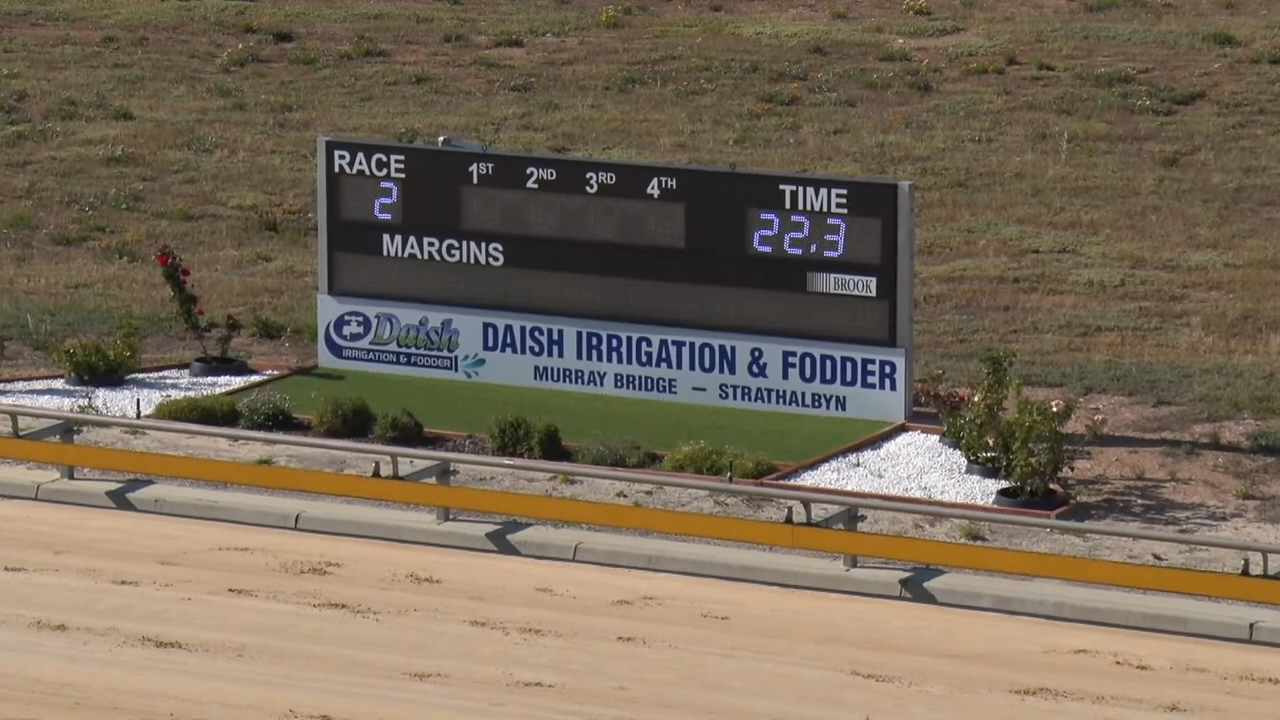 RACE 1ST 2ND 3RD 4TH TIME
2 22.3
MARGINS
BROOK
Daish
IRRIGATION & FODDER
DAISH IRRIGATION & FODDER
MURRAY BRIDGE — STRATHALBYN